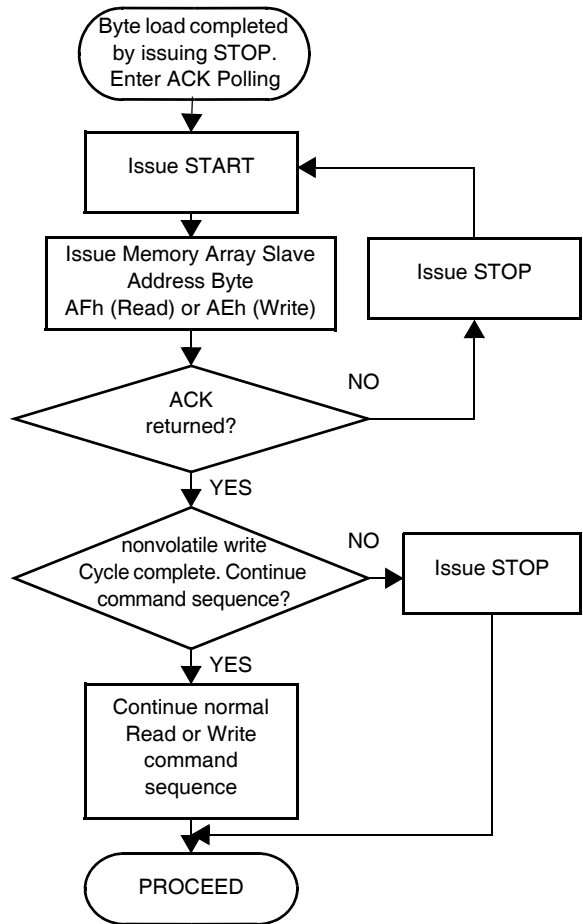 Byte load completed
by issuing STOP.
Enter ACK Polling
Issue START
Issue Memory Array Slave
Address Byte
AFh (Read) or AEh (Write)
Issue STOP
ACK
returned?
NO
YES
nonvolatile write
Cycle complete. Continue
command sequence?
NO
Issue STOP
YES
Continue normal
Read or Write
command
sequence
PROCEED